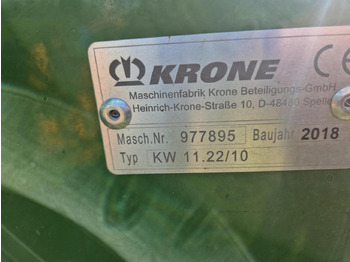 KRONE CE
Maschinenfabrik Krone Beteiligungs-GmbH
Heinrich-Krone-Straße 10, D-48480 Spelle
Masch.Nr. 977895 Baujahr 2018
Typ KW 11.22/10